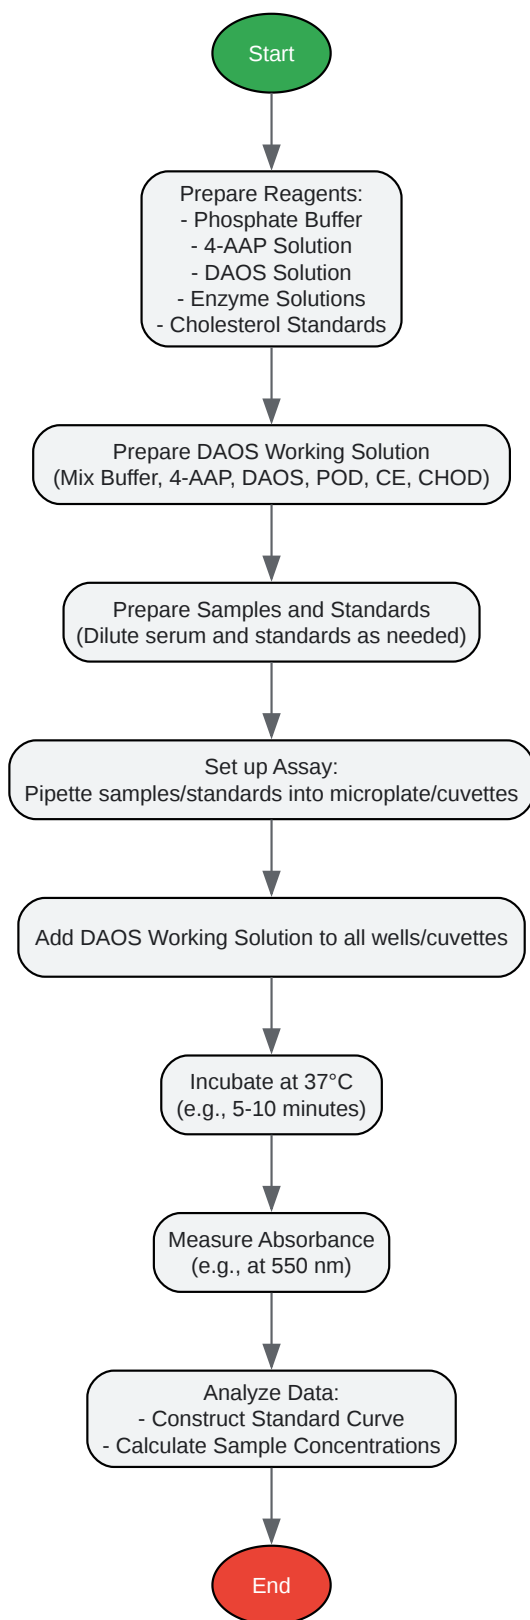 Start
Prepare Reagents:
- Phosphate Buffer
- 4-AAP Solution
- DAOS Solution
- Enzyme Solutions
- Cholesterol Standards
Prepare DAOS Working Solution
(Mix Buffer, 4-AAP, DAOS, POD, CE, CHOD)
Prepare Samples and Standards
(Dilute serum and standards as needed)
Set up Assay:
Pipette samples/standards into microplate/cuvettes
Add DAOS Working Solution to all wells/cuvettes
Incubate at 37°C
(e.g., 5-10 minutes)
Measure Absorbance
(e.g., at 550 nm)
Analyze Data:
- Construct Standard Curve
- Calculate Sample Concentrations
End